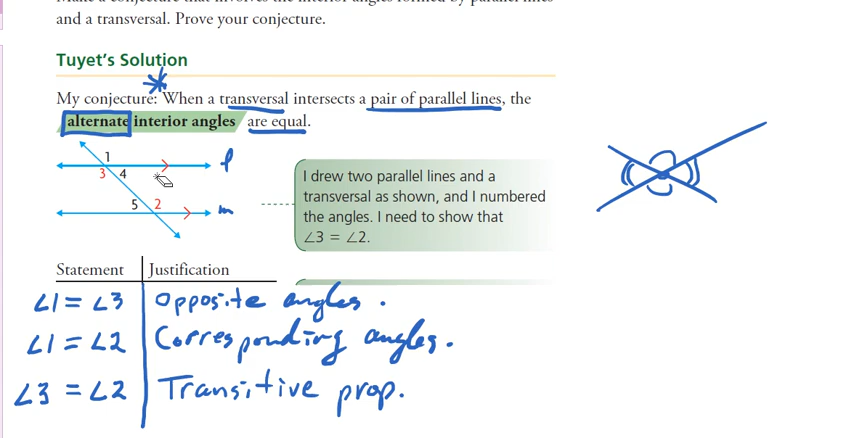 and a transversal. Prove your conjecture.
Tuyet's Solution
My conjecture: When a transversal intersects a pair of parallel lines, the
alternate interior angles are equal.
1
3 4
l
5 2
m
I drew two parallel lines and a
transversal as shown, and I numbered
the angles. I need to show that
∠3 = ∠2.
Statement Justification
∠1 = ∠3 Opposite angles.
∠1 = ∠2 Corresponding angles.
∠3 = ∠2 Transitive prop.